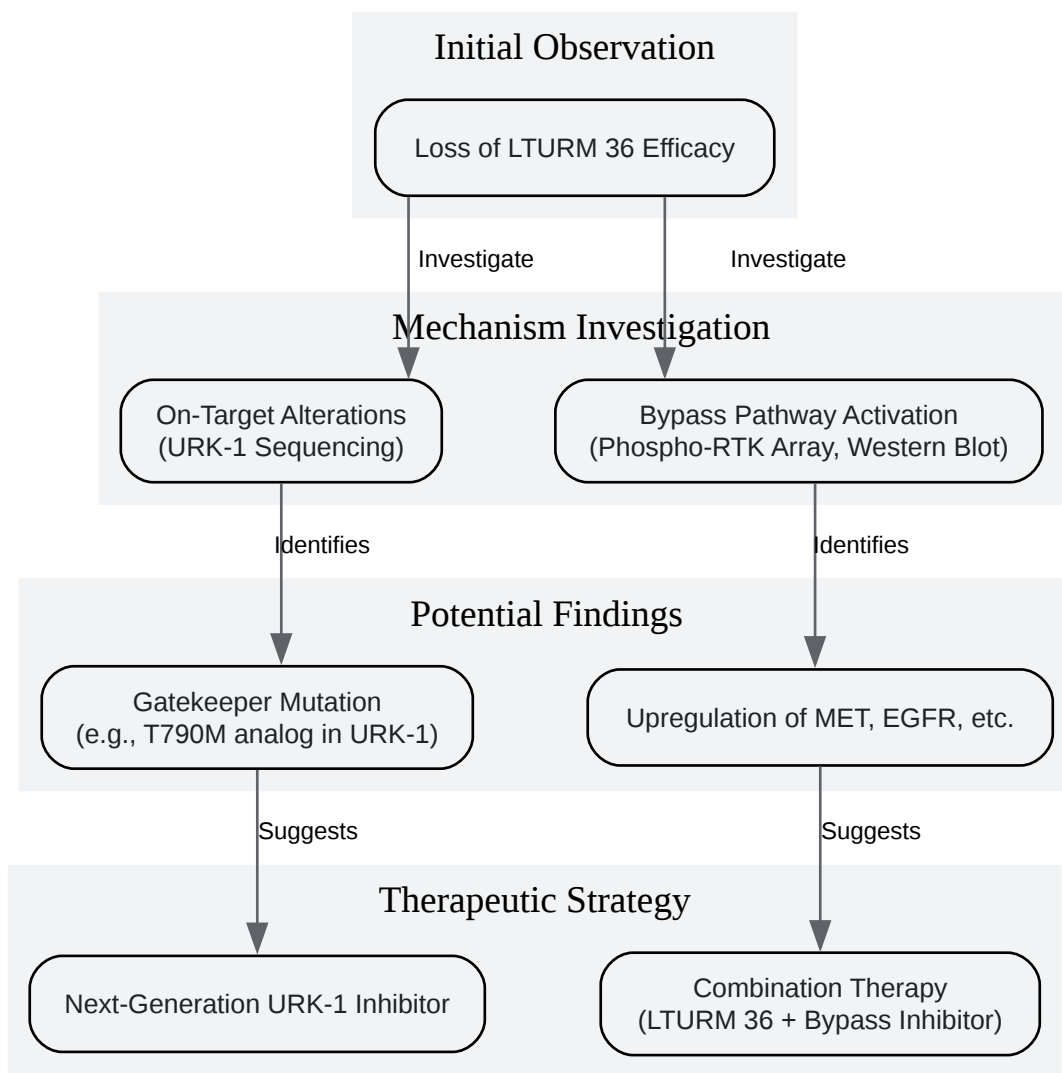 Initial Observation
Loss of LTURM 36 Efficacy
Investigate
Investigate
Mechanism Investigation
On-Target Alterations
(URK-1 Sequencing)
Bypass Pathway Activation
(Phospho-RTK Array, Western Blot)
Identifies
Identifies
Potential Findings
Gatekeeper Mutation
(e.g., T790M analog in URK-1)
Upregulation of MET, EGFR, etc.
Suggests
Suggests
Therapeutic Strategy
Next-Generation URK-1 Inhibitor
Combination Therapy
(LTURM 36 + Bypass Inhibitor)